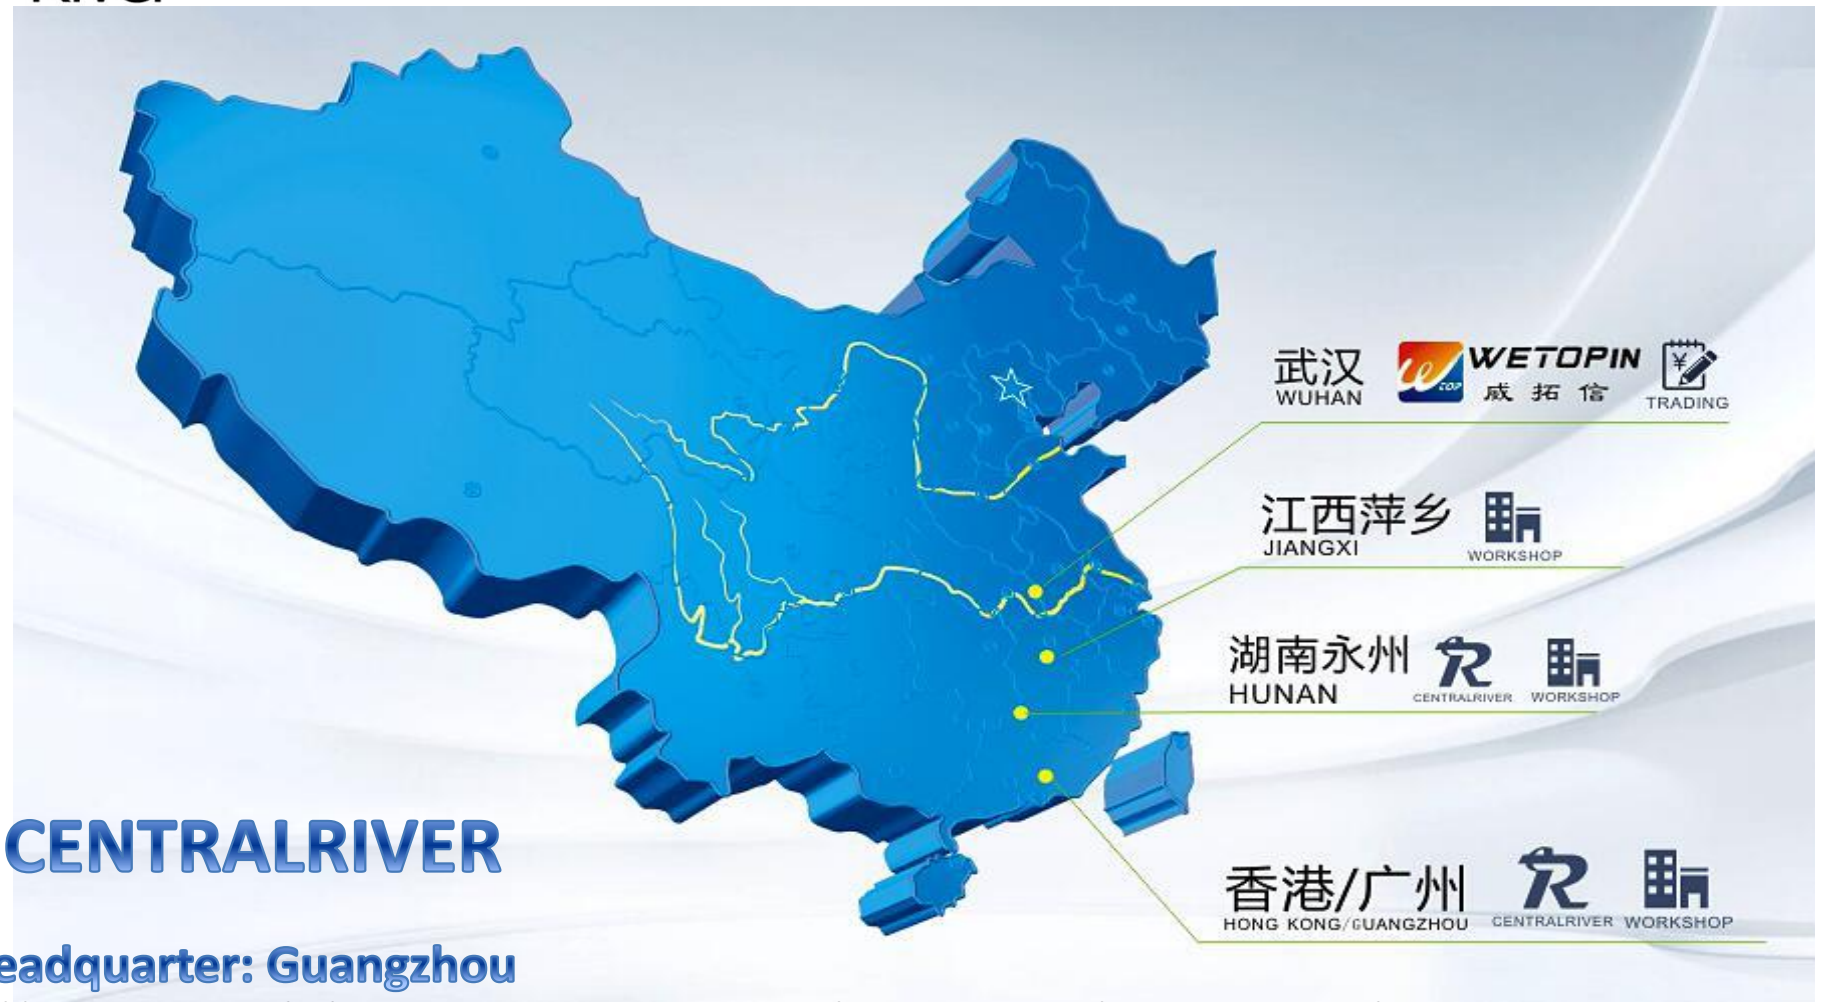 武汉
WUHAN
W
TOP
WETOPIN
威拓信
¥
TRADING
江西萍乡
JIANGXI
WORKSHOP
湖南永州
HUNAN
R
CENTRALRIVER
WORKSHOP
CENTRALRIVER
香港/广州
HONG KONG/GUANGZHOU
R
CENTRALRIVER
WORKSHOP
eadquarter: Guangzhou